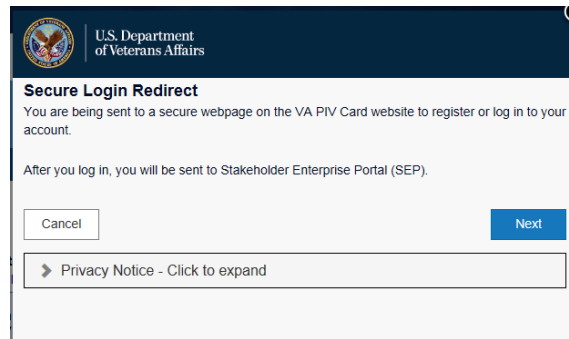 U.S. Department
of Veterans Affairs
Secure Login Redirect
You are being sent to a secure webpage on the VA PIV Card website to register or log in to your
account.
After you log in, you will be sent to Stakeholder Enterprise Portal (SEP).
Cancel
Next
Privacy Notice - Click to expand